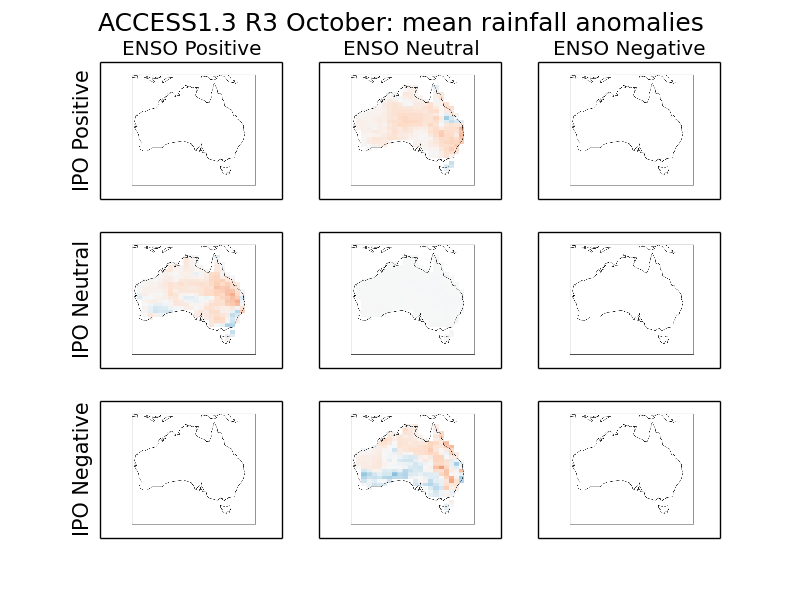 ACCESS1.3 R3 October: mean rainfall anomalies
ENSO Positive
ENSO Neutral
ENSO Negative
IPO Positive
IPO Neutral
IPO Negative